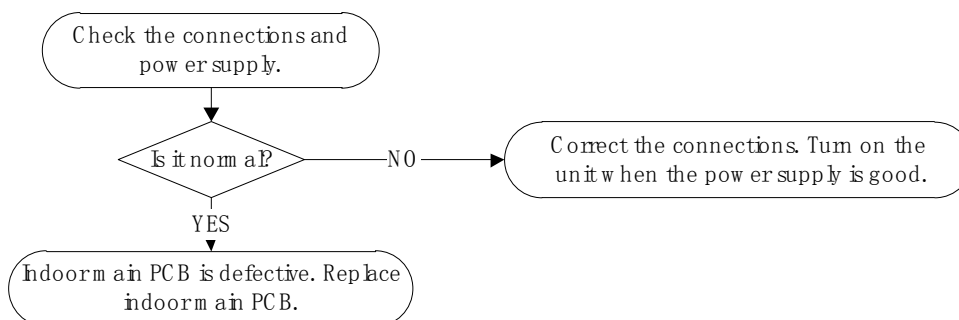 Check the connections and
power supply.
Is it normal?
NO
Correct the connections. Turn on the
unit when the power supply is good.
YES
Indoor main PCB is defective. Replace
indoor main PCB.